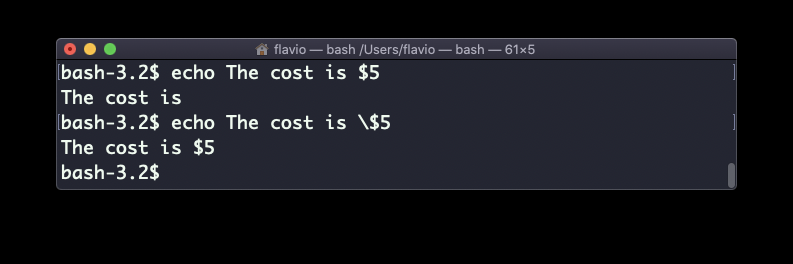 flavio — bash /Users/flavio — bash — 61×5
[bash-3.2$ echo The cost is $5 ]
The cost is
[bash-3.2$ echo The cost is \$5 ]
The cost is $5
bash-3.2$